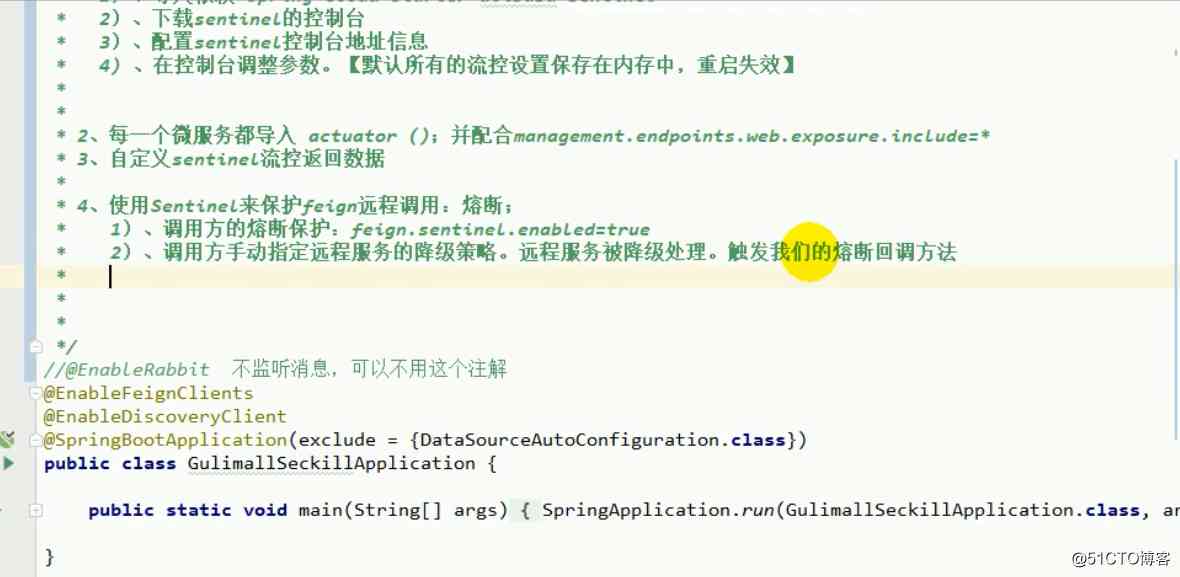 * 2）、下载sentinel的控制台
* 3）、配置sentinel控制台地址信息
* 4）、在控制台调整参数。【默认所有的流控设置保存在内存中，重启失效】
*
*
* 2、每一个微服务都导入 actuator ()；并配合management.endpoints.web.exposure.include=*
* 3、自定义sentinel流控返回数据
*
* 4、使用Sentinel来保护feign远程调用：熔断；
* 1）、调用方的熔断保护：feign.sentinel.enabled=true
* 2）、调用方手动指定远程服务的降级策略。远程服务被降级处理。触发我们的熔断回调方法
*
*
*
*/
//@EnableRabbit 不监听消息，可以不用这个注解
@EnableFeignClients
@EnableDiscoveryClient
@SpringBootApplication(exclude = {DataSourceAutoConfiguration.class})
public class GulimallSeckillApplication {
public static void main(String[] args) { SpringApplication.run(GulimallSeckillApplication.class, ar
}
@51CTO博客